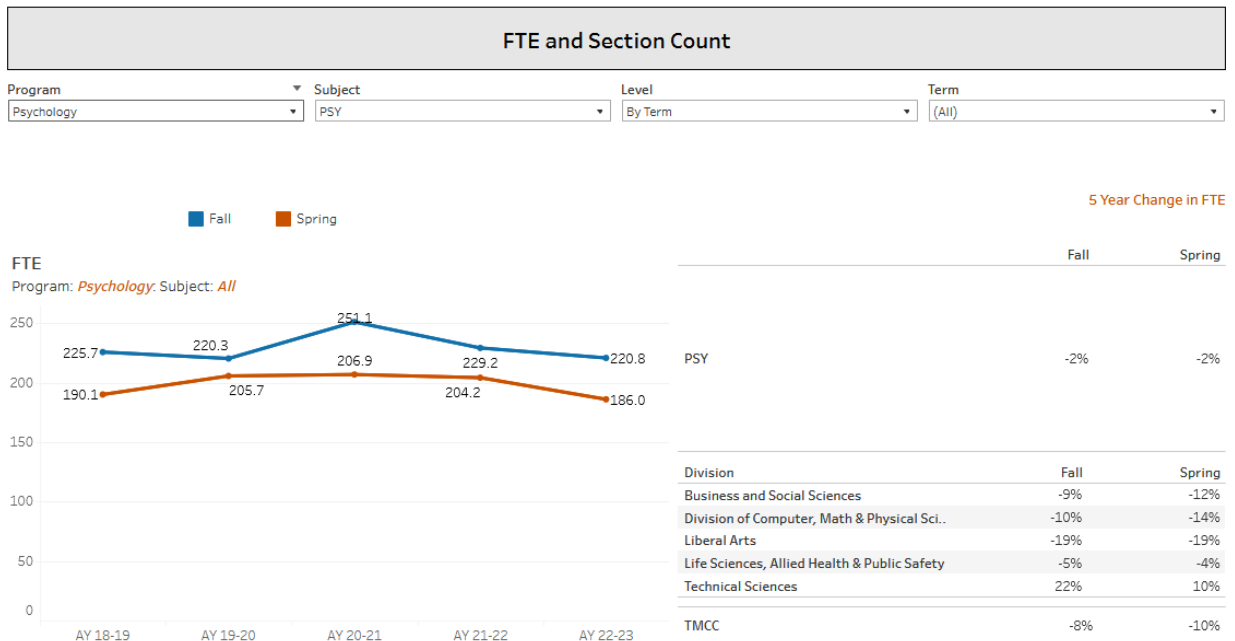 FTE and Section Count
Program Subject Level Term
Psychology PSY By Term (All)
5 Year Change in FTE
Fall Spring
FTE
Program: Psychology: Subject: All
250
200
150
100
50
0
225.7 220.3 251.1 229.2 220.8
190.1 205.7 206.9 204.2 186.0
AY 18-19 AY 19-20 AY 20-21 AY 21-22 AY 22-23
Fall Spring
PSY -2% -2%
Division Fall Spring
Business and Social Sciences -9% -12%
Division of Computer, Math & Physical Sci.. -10% -14%
Liberal Arts -19% -19%
Life Sciences, Allied Health & Public Safety -5% -4%
Technical Sciences 22% 10%
TMCC -8% -10%